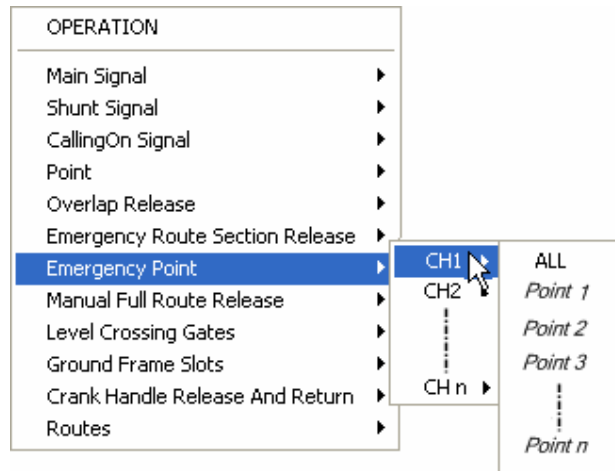 OPERATION
Main Signal
Shunt Signal
CallingOn Signal
Point
Overlap Release
Emergency Route Section Release
Emergency Point
Manual Full Route Release
Level Crossing Gates
Ground Frame Slots
Crank Handle Release And Return
Routes
CH1
CH2
CH n
ALL
Point 1
Point 2
Point 3
Point n